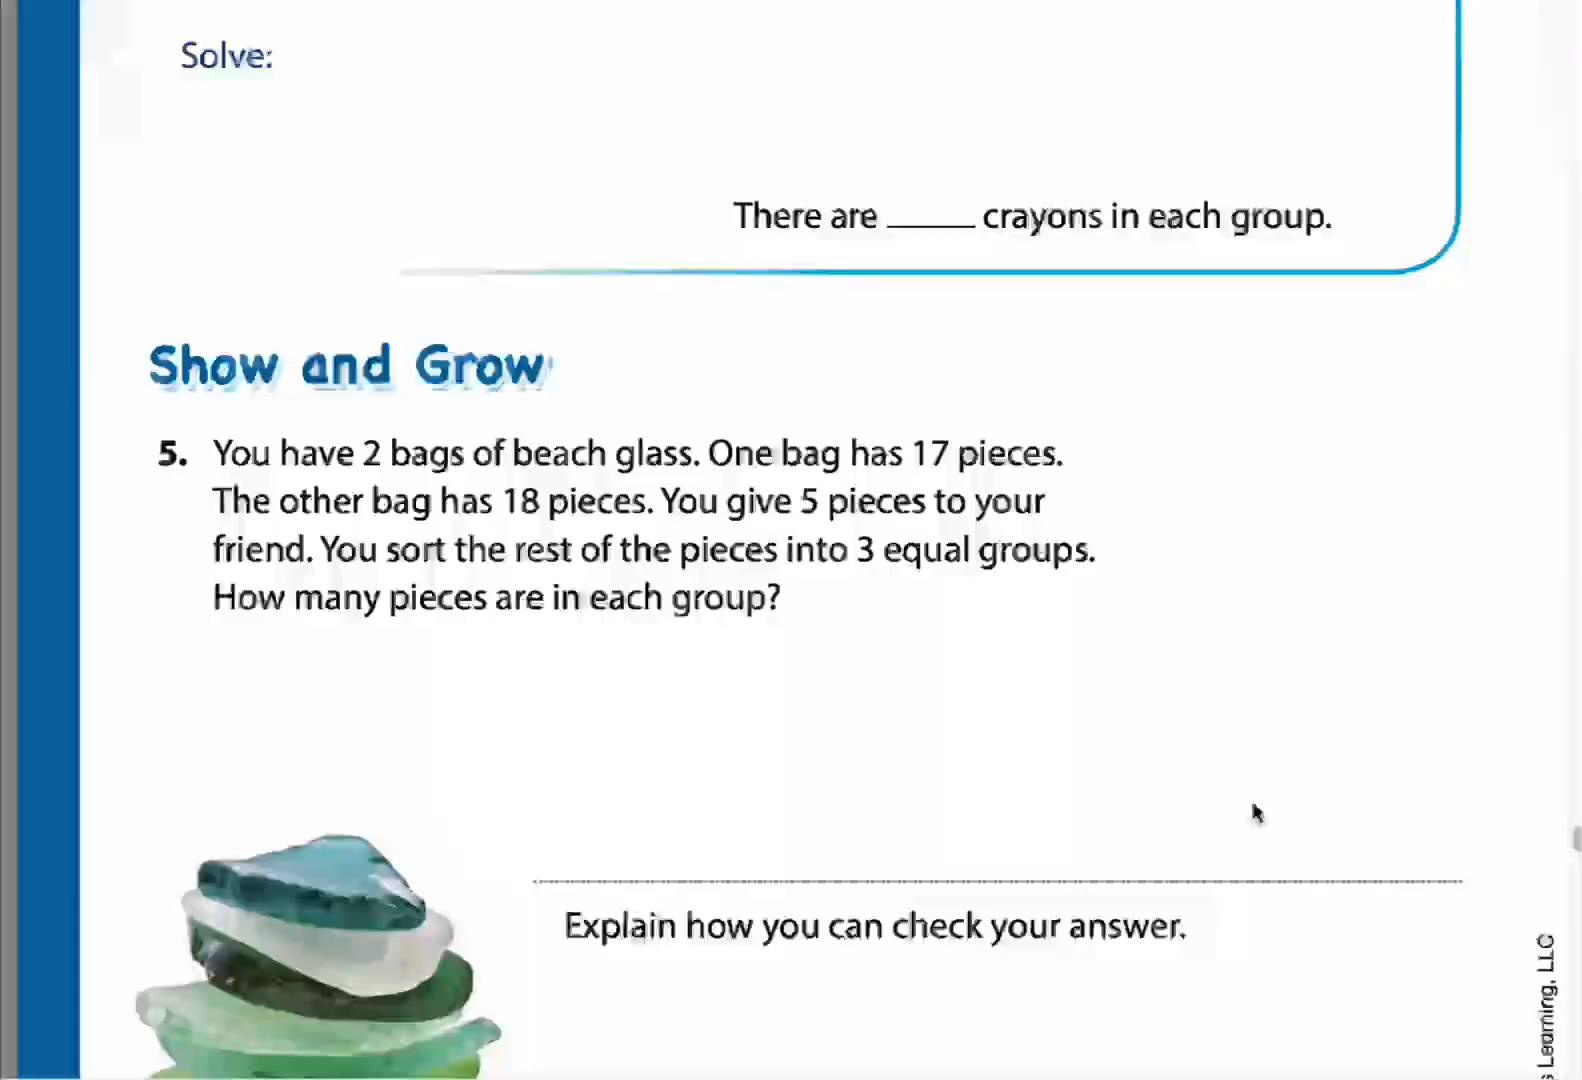 Solve:
There are _____ crayons in each group.
Show and Grow
5. You have 2 bags of beach glass. One bag has 17 pieces.
The other bag has 18 pieces. You give 5 pieces to your
friend. You sort the rest of the pieces into 3 equal groups.
How many pieces are in each group?
Explain how you can check your answer.
s Learning, LLC